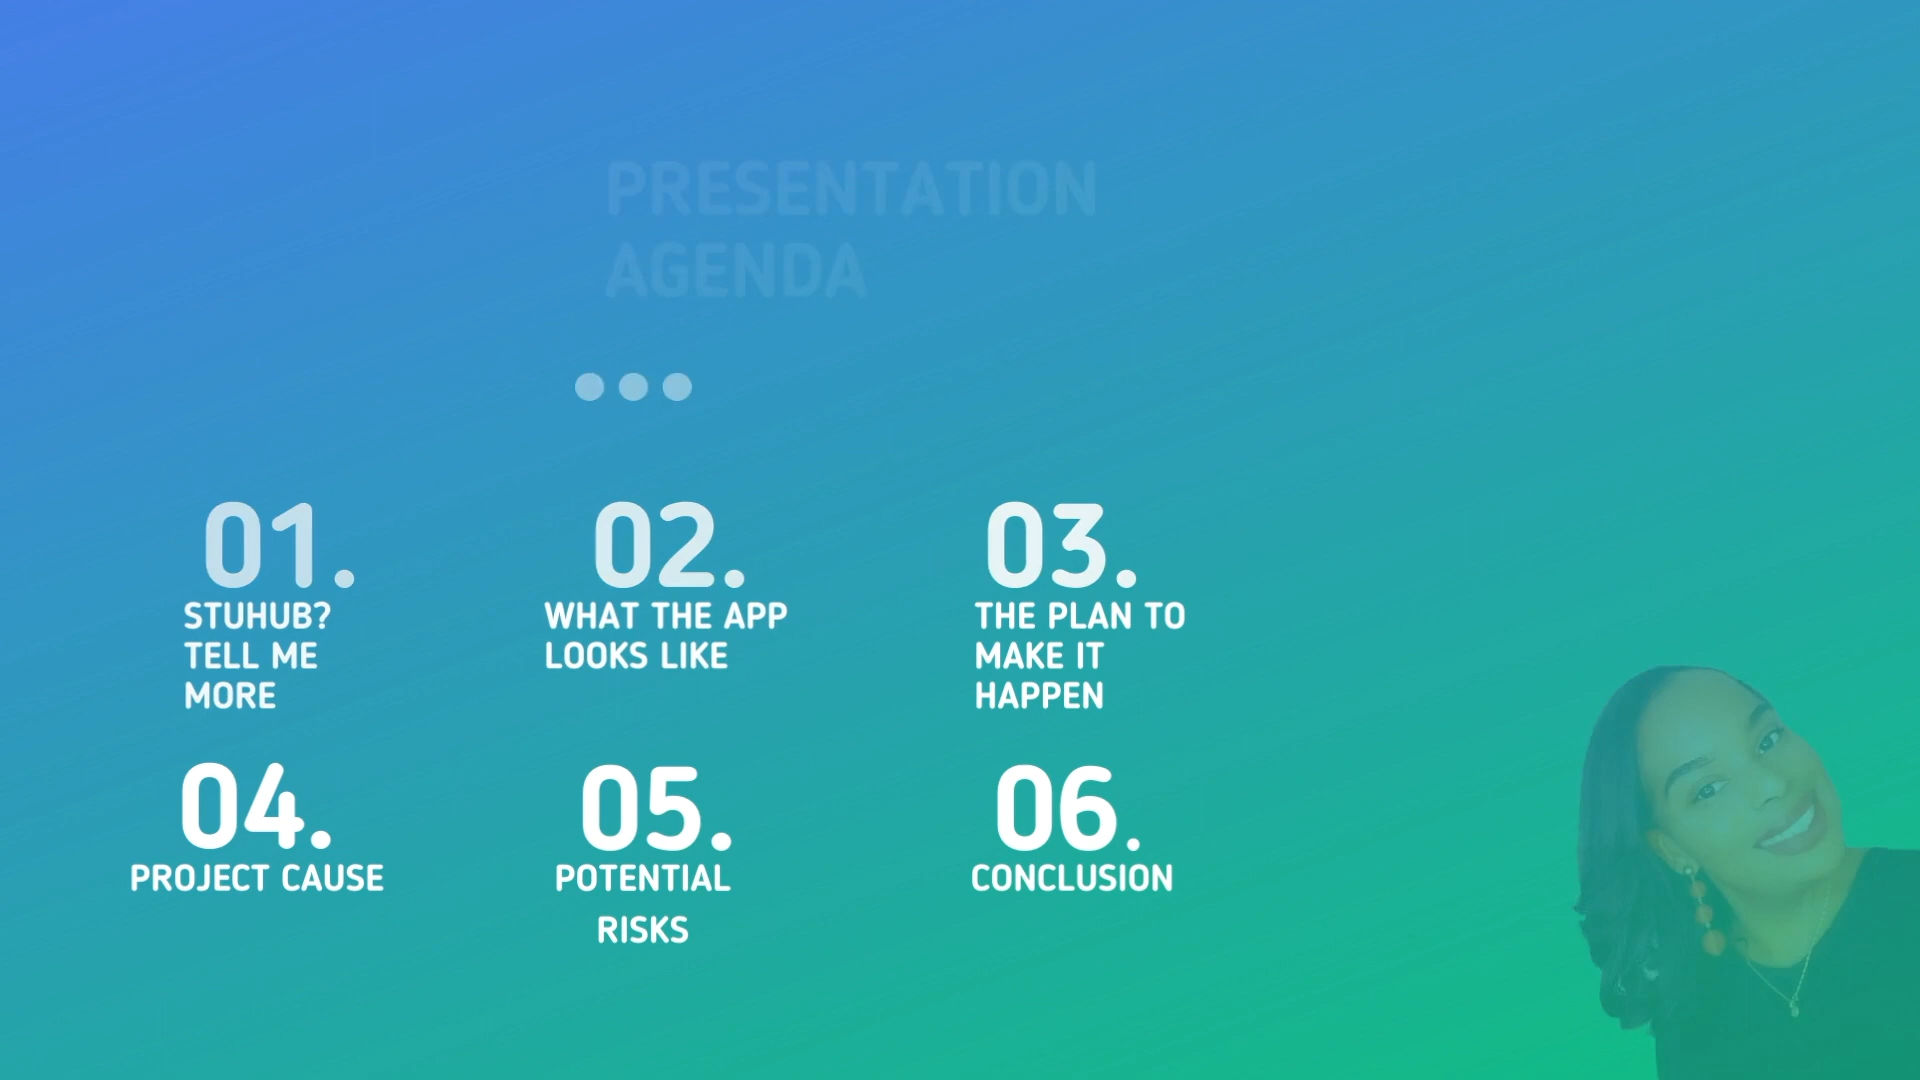 PRESENTATION
AGENDA
01.
STUHUB?
TELL ME
MORE
02.
WHAT THE APP
LOOKS LIKE
03.
THE PLAN TO
MAKE IT
HAPPEN
04.
PROJECT CAUSE
05.
POTENTIAL
RISKS
06.
CONCLUSION